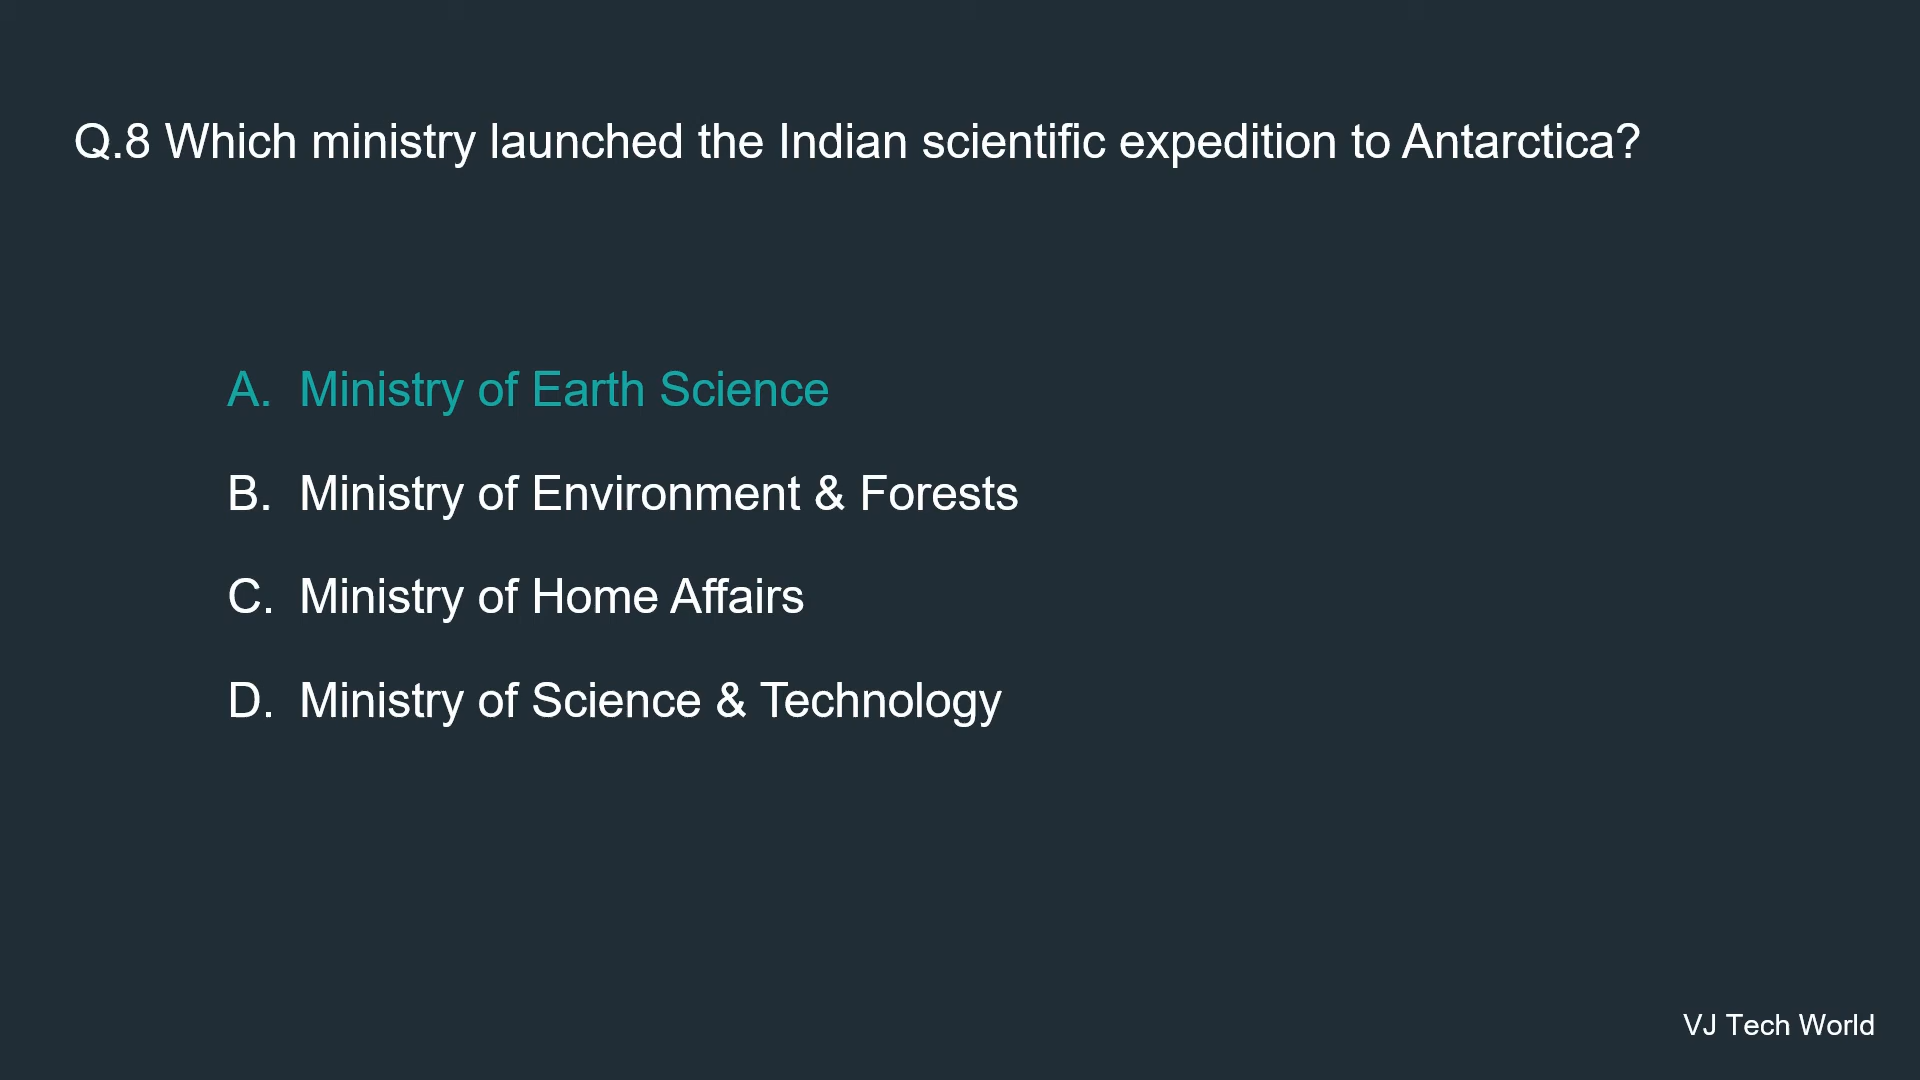 Q.8 Which ministry launched the Indian scientific expedition to Antarctica?
A. Ministry of Earth Science
B. Ministry of Environment & Forests
C. Ministry of Home Affairs
D. Ministry of Science & Technology
VJ Tech World